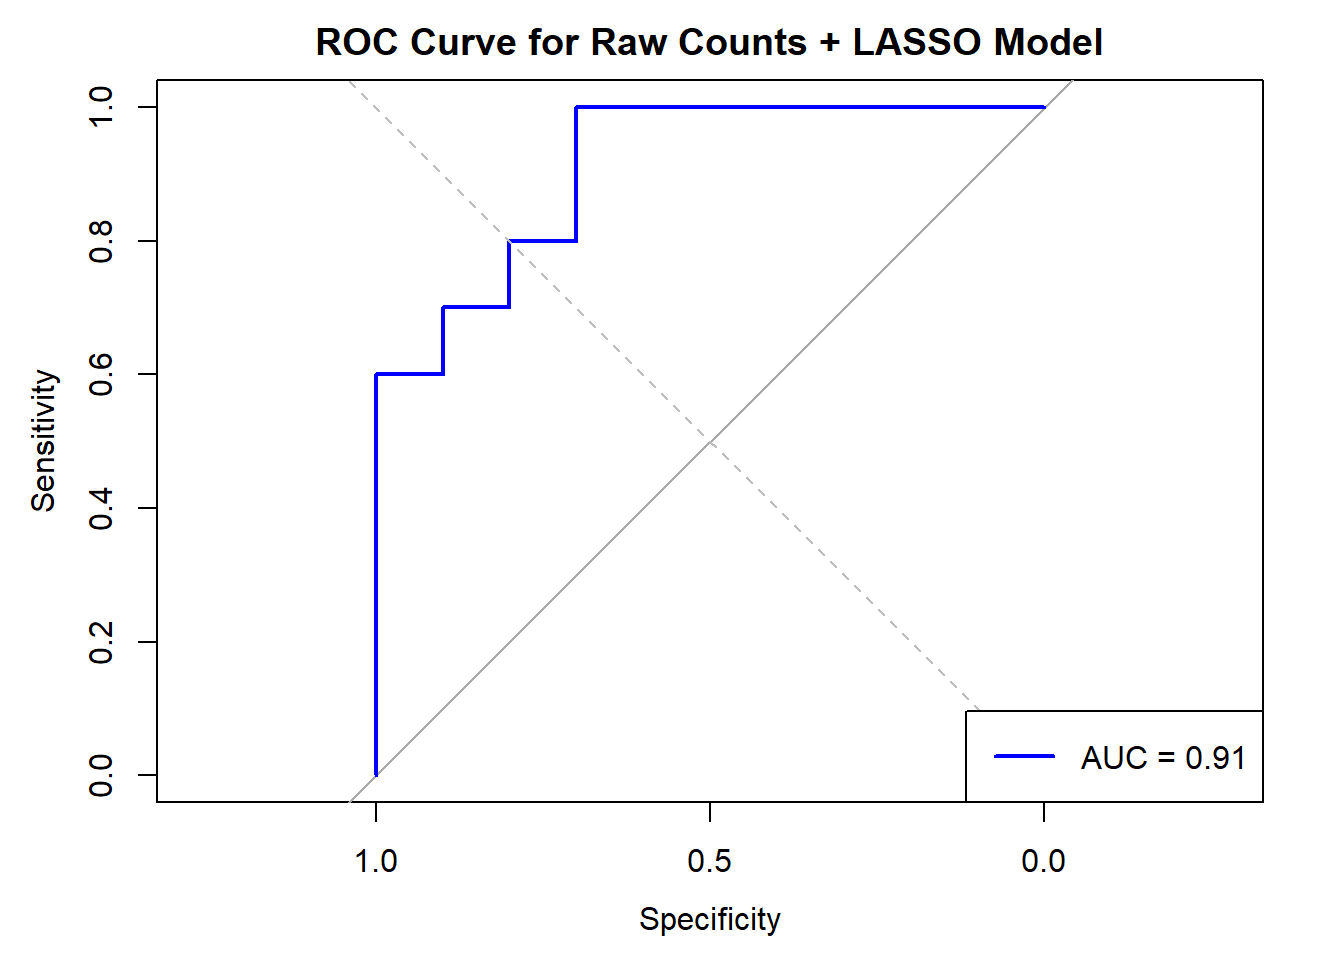 ROC Curve for Raw Counts + LASSO Model
Sensitivity
1.0
0.8
0.6
0.4
0.2
0.0
AUC = 0.91
1.0 0.5 0.0
Specificity